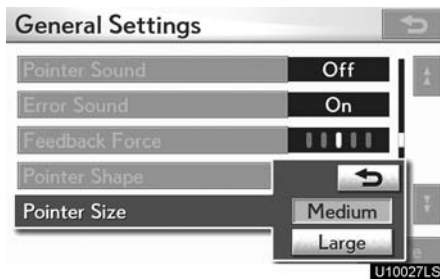 General Settings
Pointer Sound Off
Error Sound On
Feedback Force
Pointer Shape
Pointer Size Medium
Large
U10027LS